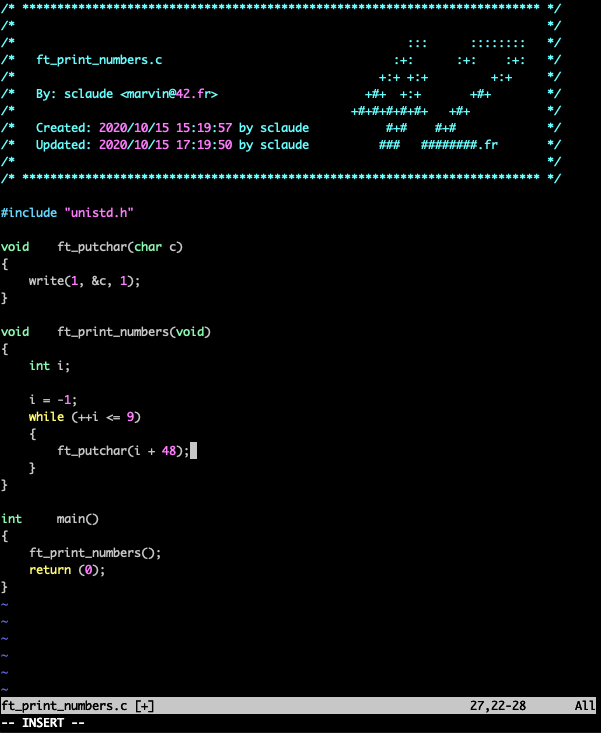 /* ************************************************************************** */
/*                                                                            */
/*                                                        :::      ::::::::   */
/*   ft_print_numbers.c                                 :+:      :+:    :+:   */
/*                                                    +:+ +:+         +:+     */
/*   By: sclaude <marvin@42.fr>                     +#+  +:+       +#+        */
/*                                                +#+#+#+#+#+   +#+           */
/*   Created: 2020/10/15 15:19:57 by sclaude           #+#    #+#             */
/*   Updated: 2020/10/15 17:19:50 by sclaude          ###   ########.fr       */
/*                                                                            */
/* ************************************************************************** */

#include "unistd.h"

void    ft_putchar(char c)
{
    write(1, &c, 1);
}

void    ft_print_numbers(void)
{
    int i;

    i = -1;
    while (++i <= 9)
    {
        ft_putchar(i + 48);
    }
}

int     main()
{
    ft_print_numbers();
    return (0);
}
~
~
~
~
~
~
ft_print_numbers.c [+]                                             27,22-28       All
-- INSERT --